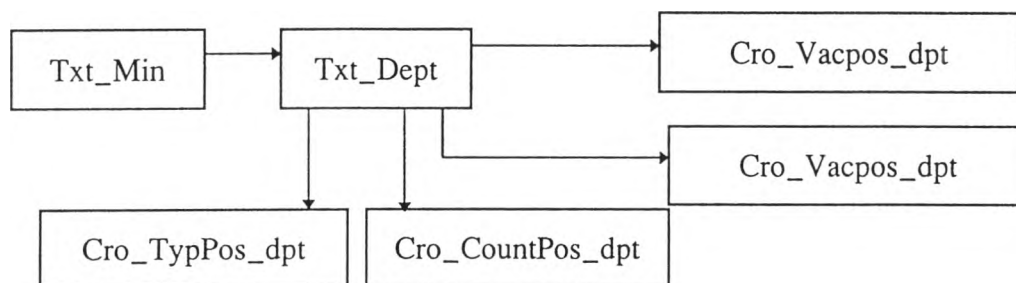 Txt_Min
Txt_Dept
Cro_Vacpos_dpt
Cro_Vacpos_dpt
Cro_TypPos_dpt
Cro_CountPos_dpt